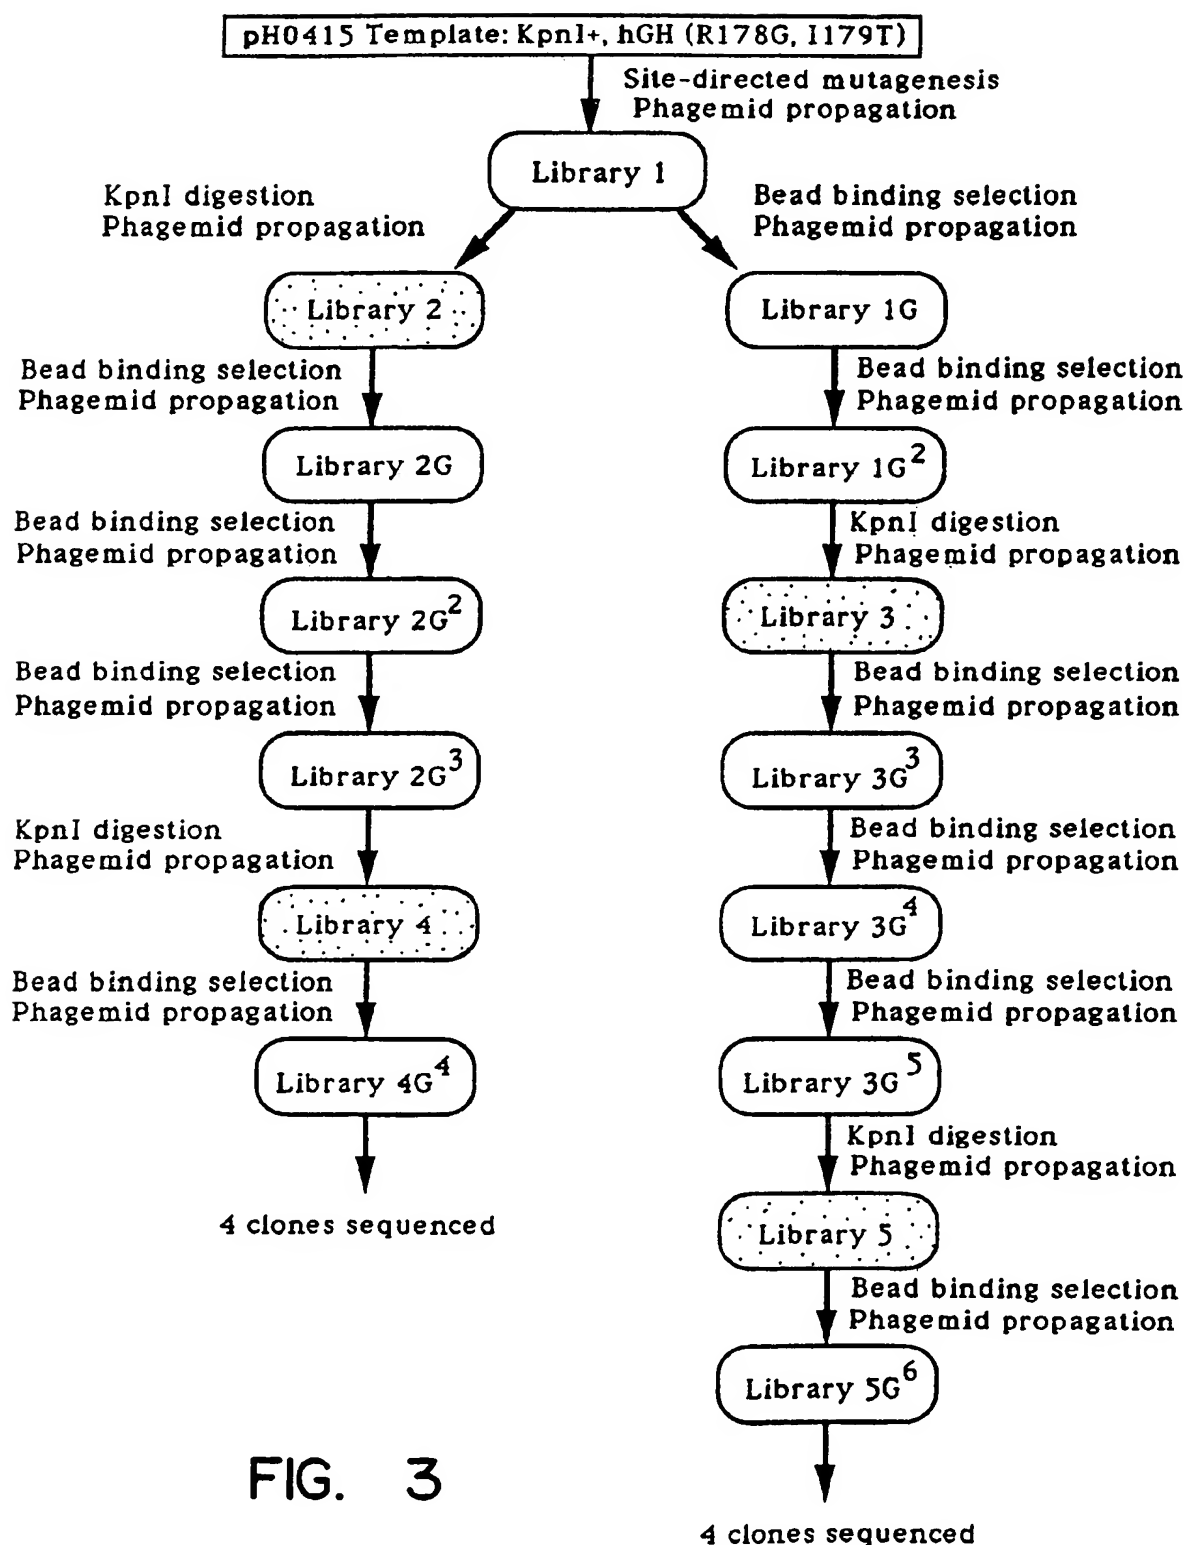 pH0415 Template: KpnI+, hGH (R178G, I179T)
Site-directed mutagenesis
Phagemid propagation
Library 1
KpnI digestion
Phagemid propagation
Bead binding selection
Phagemid propagation
Library 2
Library 1G
Bead binding selection
Phagemid propagation
Bead binding selection
Phagemid propagation
Library 2G
Library 1G²
Bead binding selection
Phagemid propagation
KpnI digestion
Phagemid propagation
Library 2G²
Library 3
Bead binding selection
Phagemid propagation
Bead binding selection
Phagemid propagation
Library 2G³
Library 3G³
KpnI digestion
Phagemid propagation
Bead binding selection
Phagemid propagation
Library 4
Library 3G⁴
Bead binding selection
Phagemid propagation
Bead binding selection
Phagemid propagation
Library 4G⁴
Library 3G⁵
KpnI digestion
Phagemid propagation
4 clones sequenced
Library 5
Bead binding selection
Phagemid propagation
Library 5G⁶
FIG. 3
4 clones sequenced